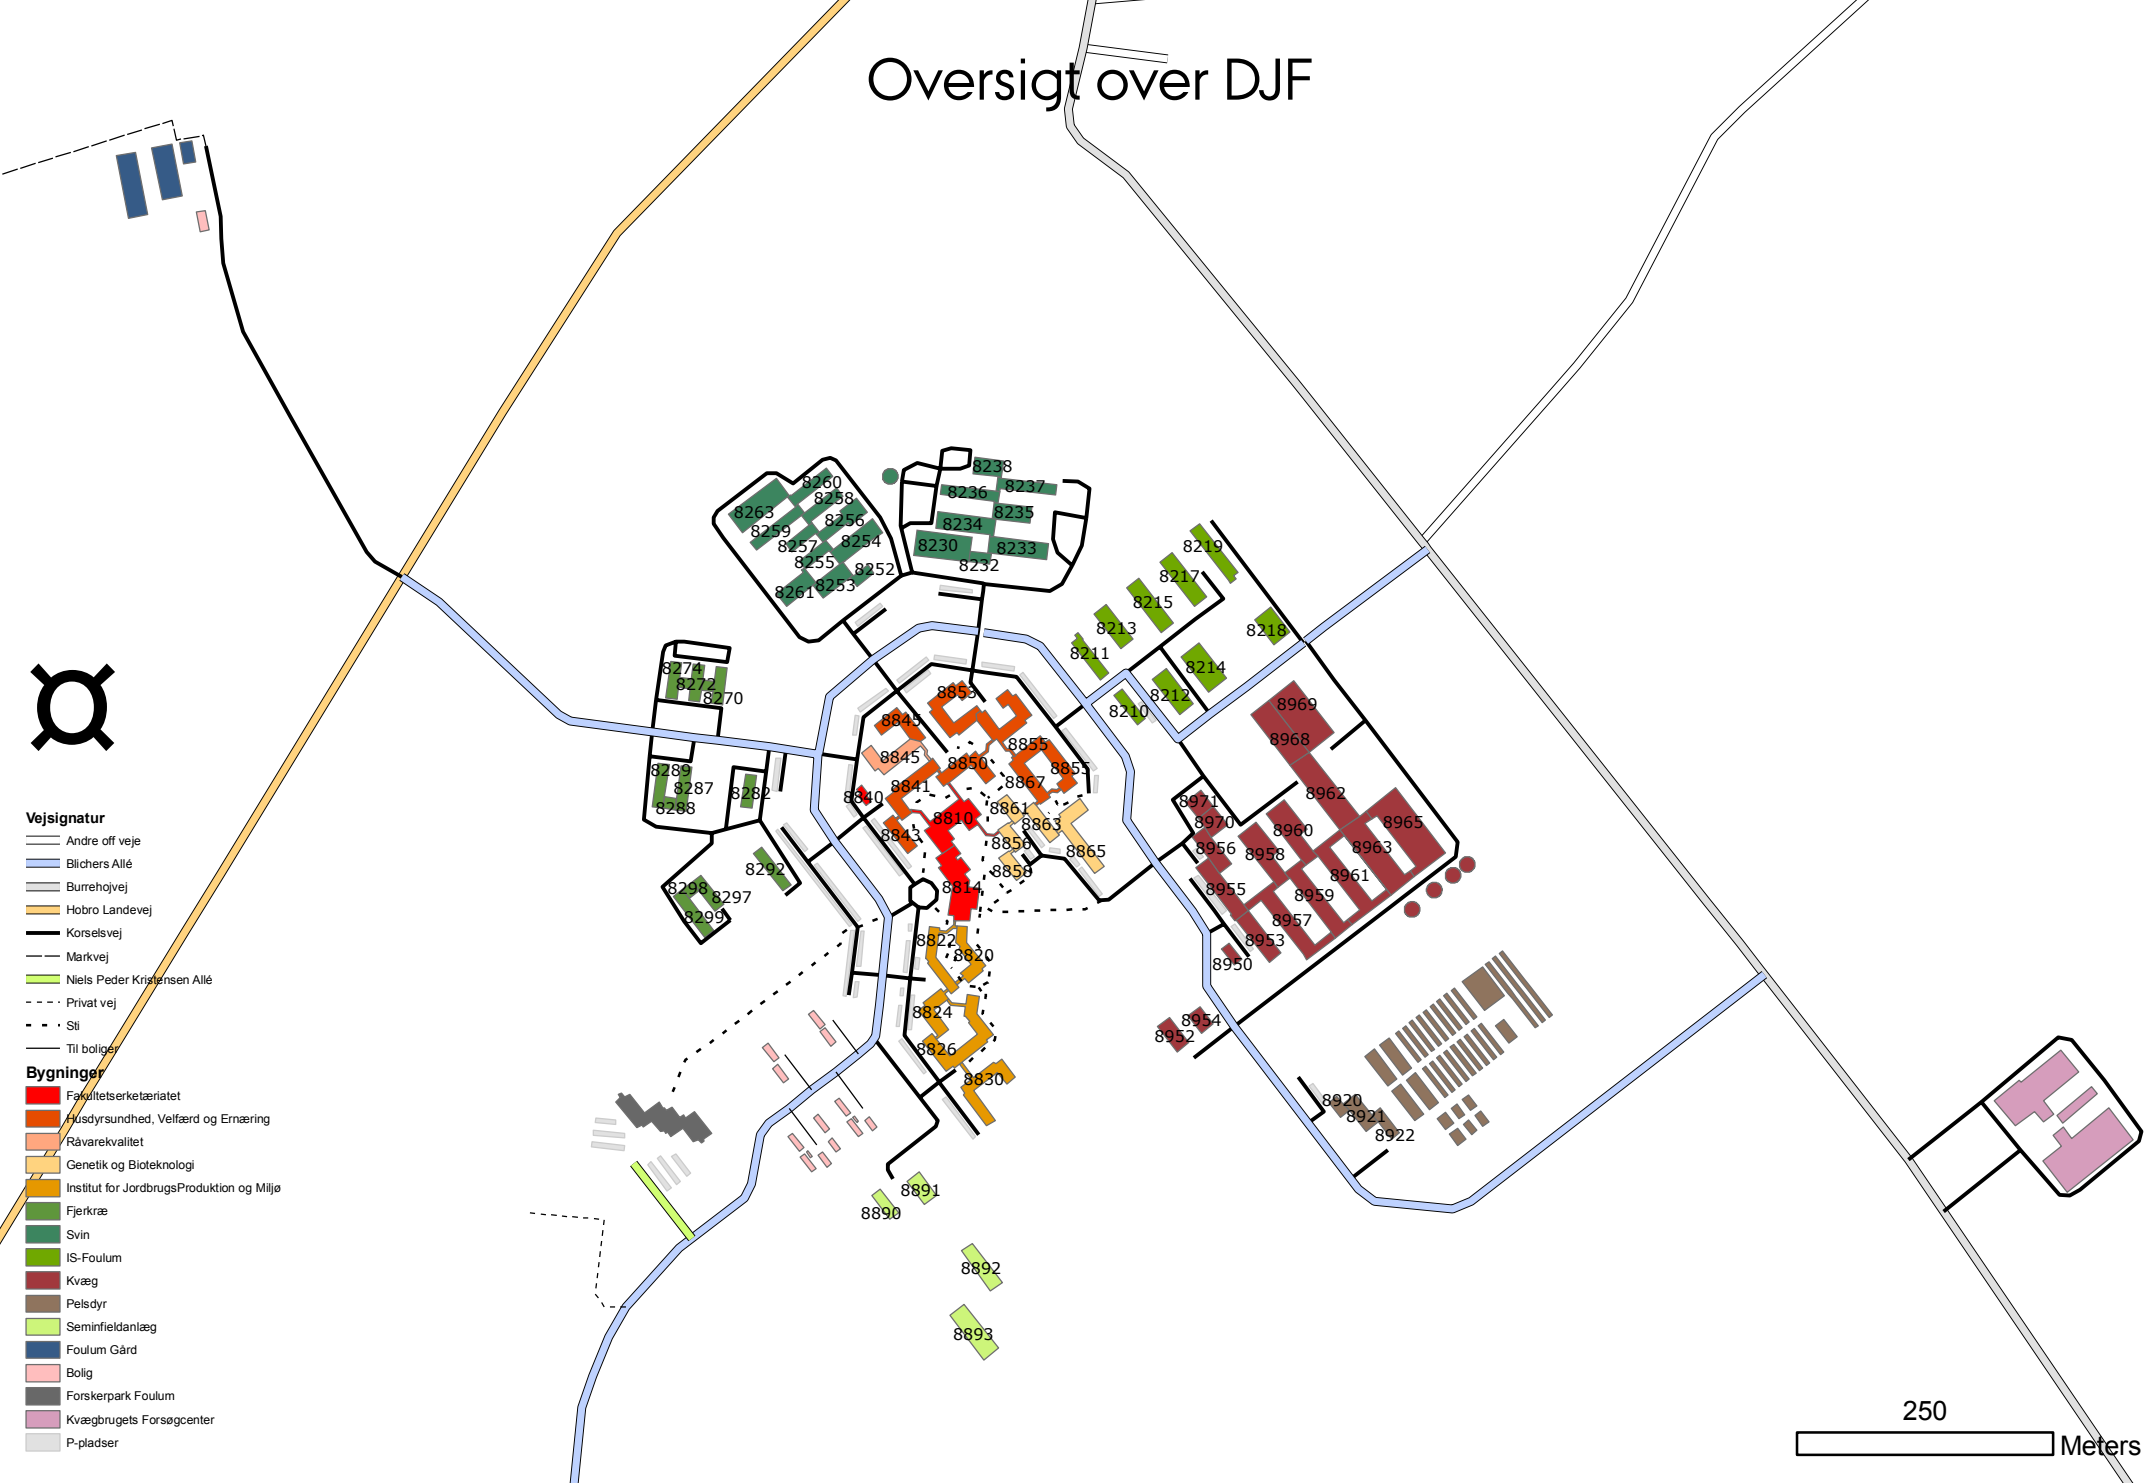 Oversigt over DJF
8238
8260
8237
8236
8258
8263
8235
8256
8234
8259
8254
8230
8257
8233
8219
8255
8232
8252
8217
8253
8261
8215
8213
8218
8211
8274
8214
8272
8270
8853
8212
8969
8845
8210
8968
8855
8845
8850
8855
8289
8867
8841
8287
8282
8840
8962
8288
8861
8971
8810
8863
8970
8965
8843
8960
8856
8956
8963
8865
8958
8292
8858
8961
8298
8814
8955
8297
8959
8299
8957
8822
8953
8820
8950
8824
8954
8952
8826
8830
8920
8921
8922
8891
8890
8892
8893
Vejsignatur
Andre off veje
Blichers Allé
Burrehojvej
Hobro Landevej
Korselsvej
Markvej
Niels Peder Kristensen Allé
Privat vej
Sti
Til boliger
Bygninger
Fakultetserketæriatet
Husdyrsundhed, Velfærd og Ernæring
Råvarekvalitet
Genetik og Bioteknologi
Institut for JordbrugsProduktion og Miljø
Fjerkræ
Svin
IS-Foulum
Kvæg
Pelsdyr
Seminfieldanlæg
Foulum Gård
Bolig
Forskerpark Foulum
Kvægbrugets Forsøgcenter
P-pladser
250
Meters